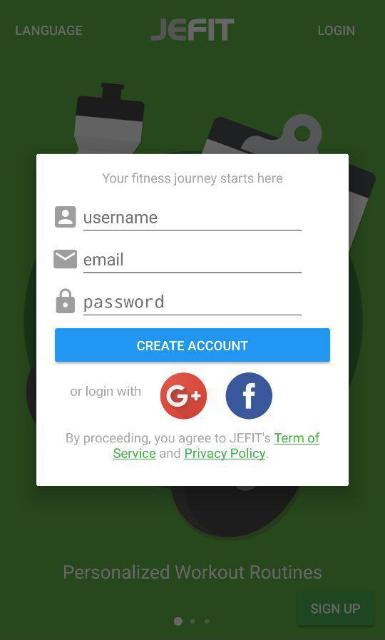 LANGUAGE
JEFIT
LOGIN
Your fitness journey starts here
username
email
password
CREATE ACCOUNT
or login with
G+
f
By proceeding, you agree to JEFIT's Term of
Service and Privacy Policy.
Personalized Workout Routines
SIGN UP